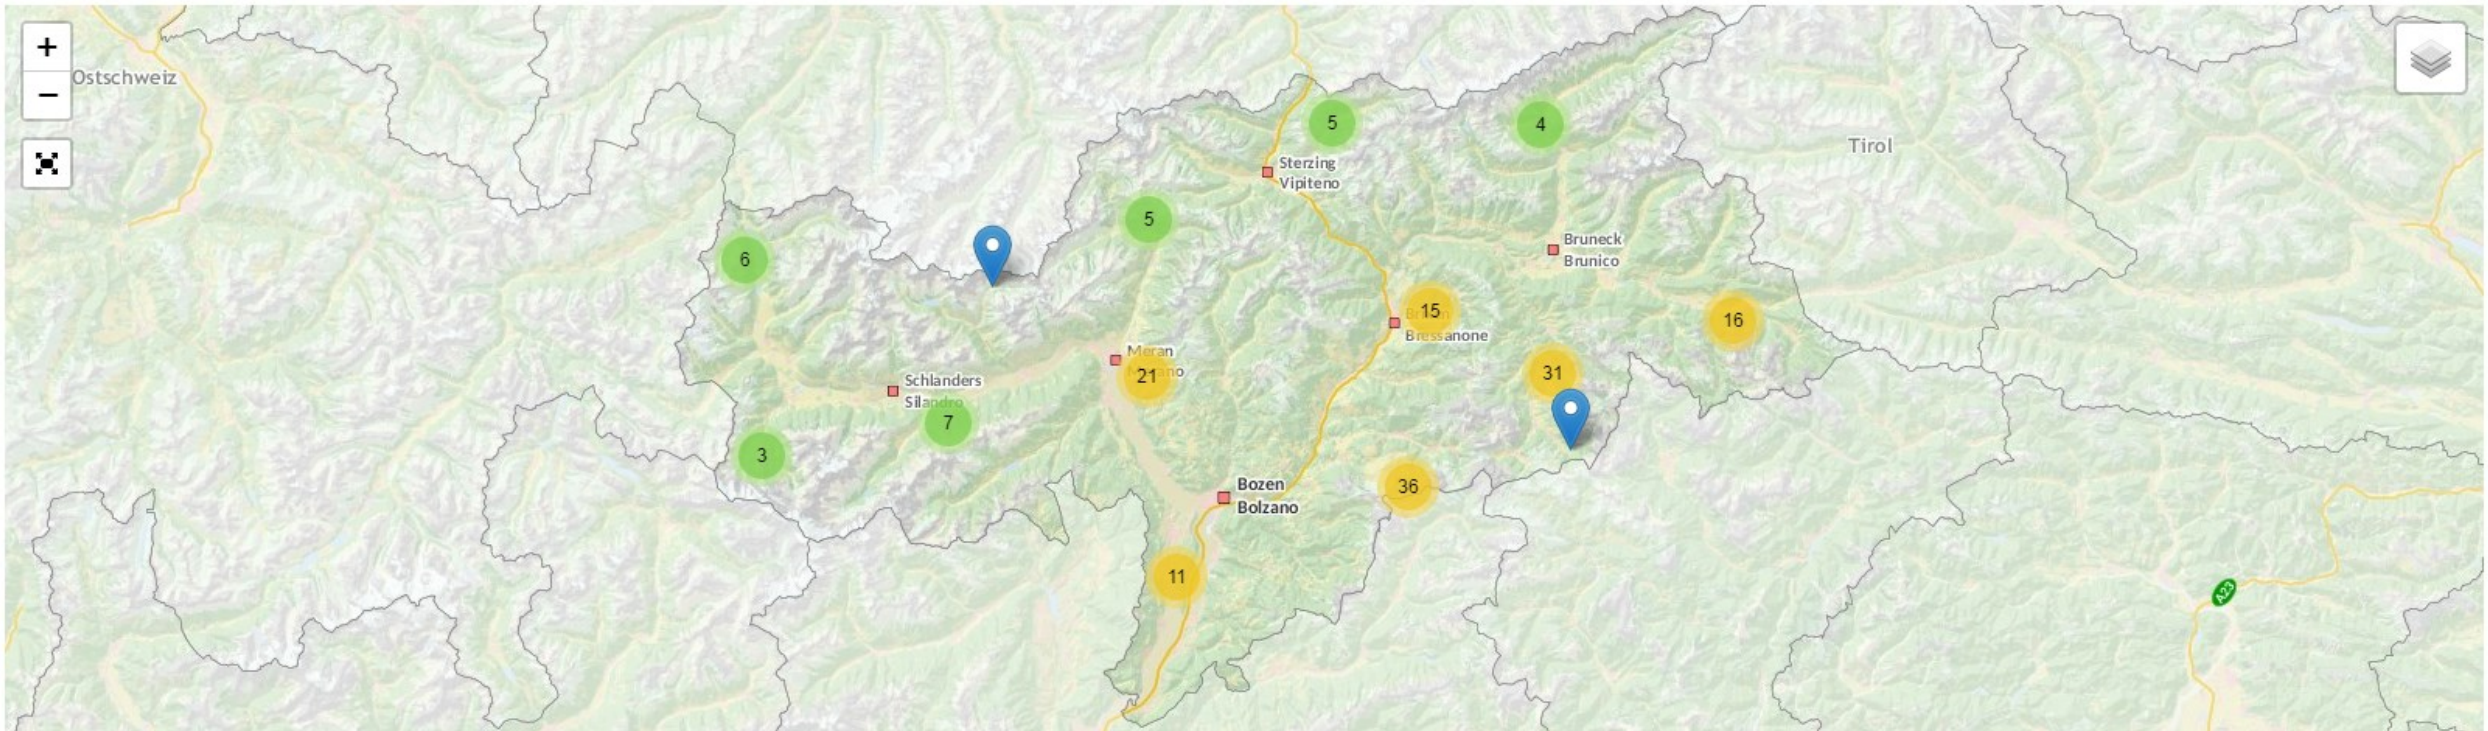 +
−
Ostschweiz
5
4
Tirol
Sterzing
Vipiteno
5
6
Bruneck
Brunico
15
Bressanone
16
Meran
21
31
Schlanders
Silandro
7
3
Bozen
Bolzano
36
11
A23